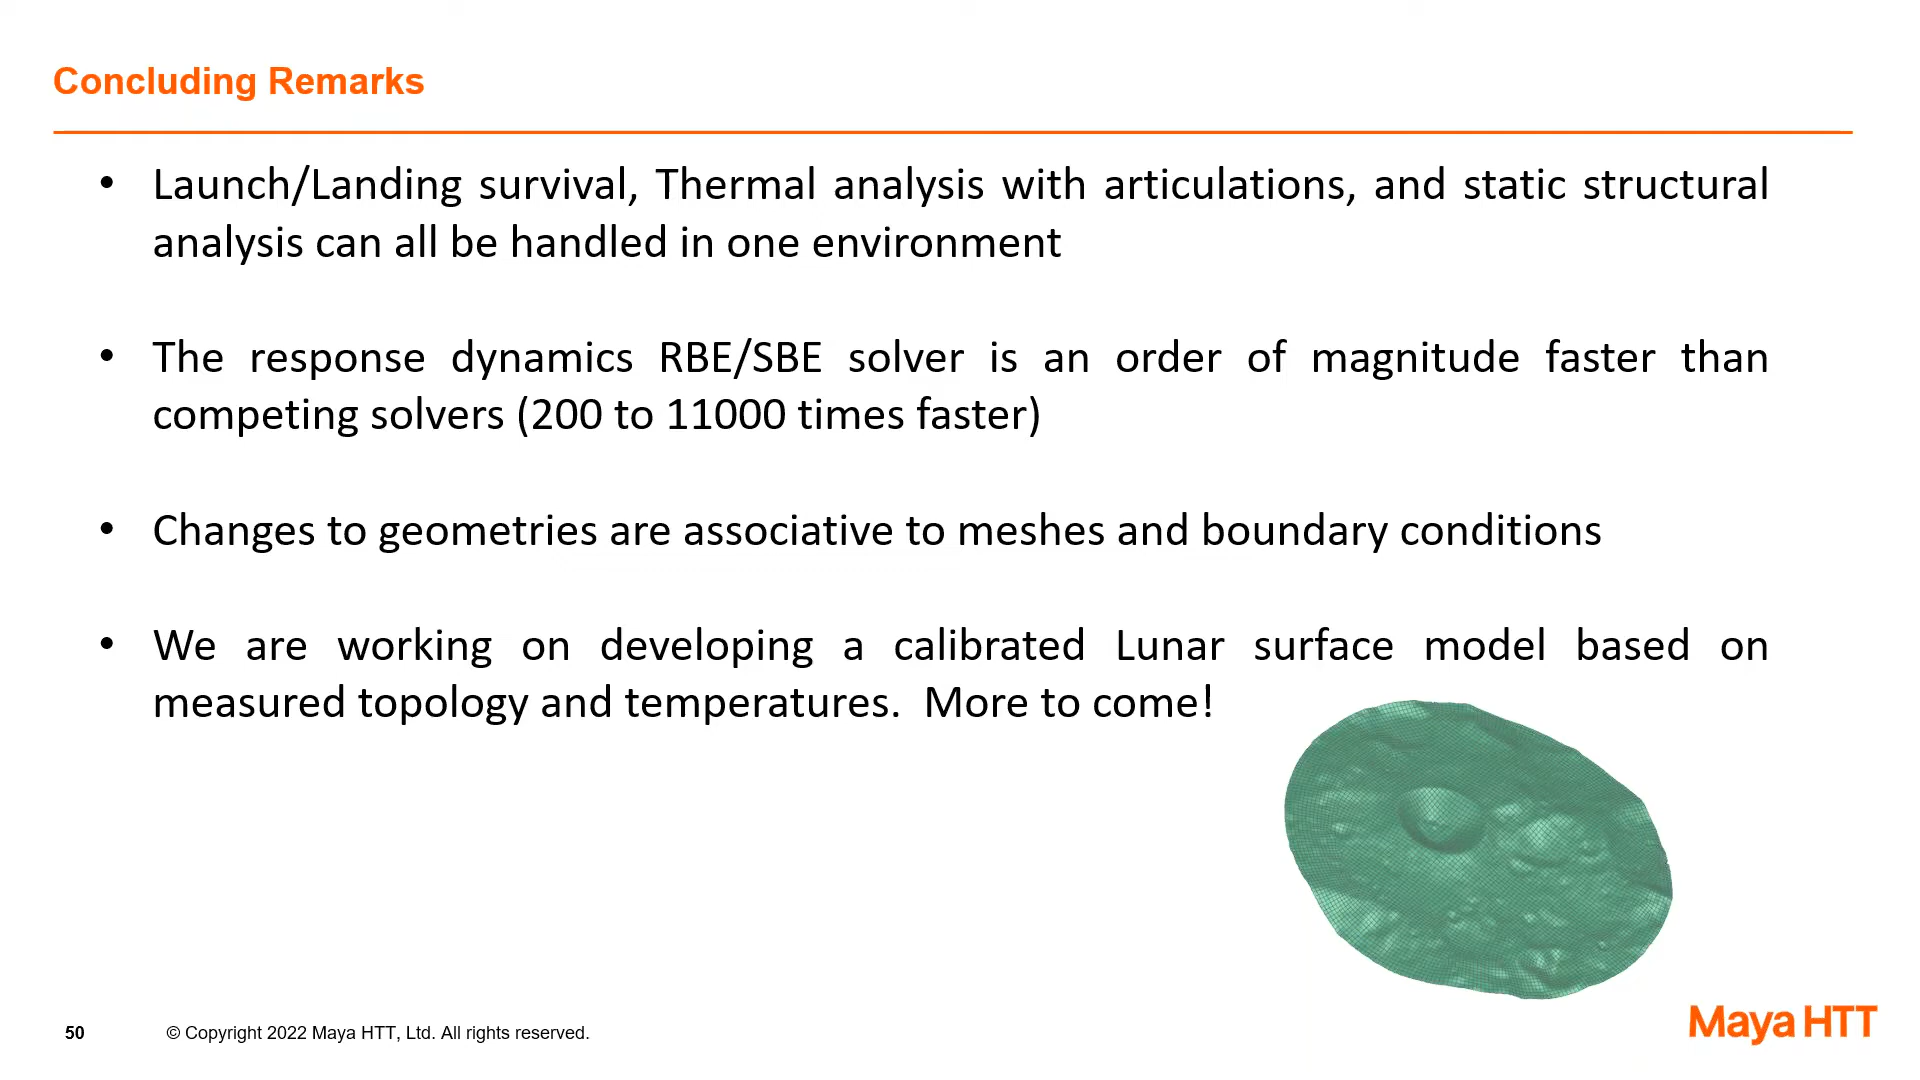 Concluding Remarks
• Launch/Landing survival, Thermal analysis with articulations, and static structural
analysis can all be handled in one environment
• The response dynamics RBE/SBE solver is an order of magnitude faster than
competing solvers (200 to 11000 times faster)
• Changes to geometries are associative to meshes and boundary conditions
• We are working on developing a calibrated Lunar surface model based on
measured topology and temperatures.  More to come!
50
© Copyright 2022 Maya HTT, Ltd. All rights reserved.
Maya HTT